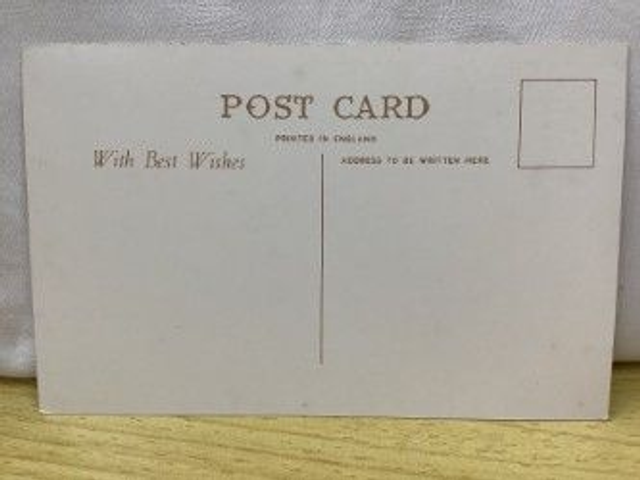 POST CARD
PRINTED IN ENGLAND
With Best Wishes
ADDRESS TO BE WRITTEN HERE